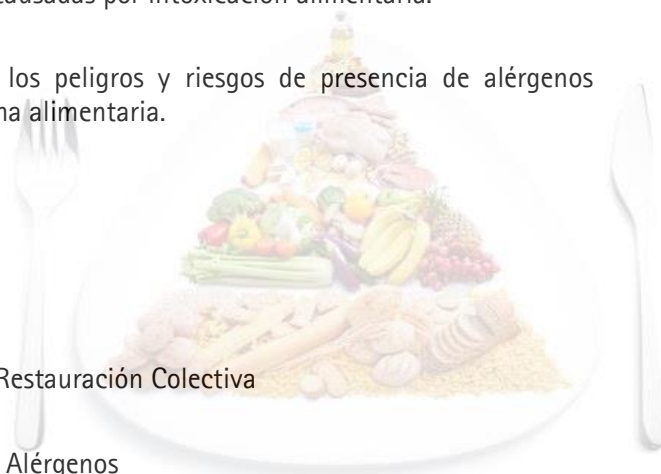 causadas por intoxicación alimentaria.
los peligros y riesgos de presencia de alérgenos
na alimentaria.
Restauración Colectiva
Alérgenos